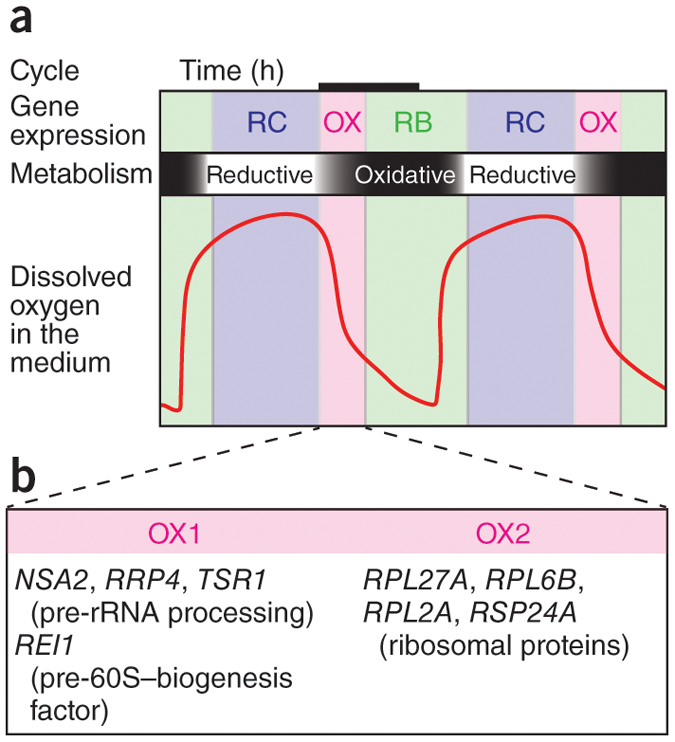 a
Cycle Time (h)
Gene
expression
RC OX RB RC OX
Metabolism Reductive Oxidative Reductive
Dissolved
oxygen
in the
medium
b
OX1 OX2
NSA2, RRP4, TSR1
(pre-rRNA processing)
REI1
(pre-60S–biogenesis
factor)
RPL27A, RPL6B,
RPL2A, RSP24A
(ribosomal proteins)